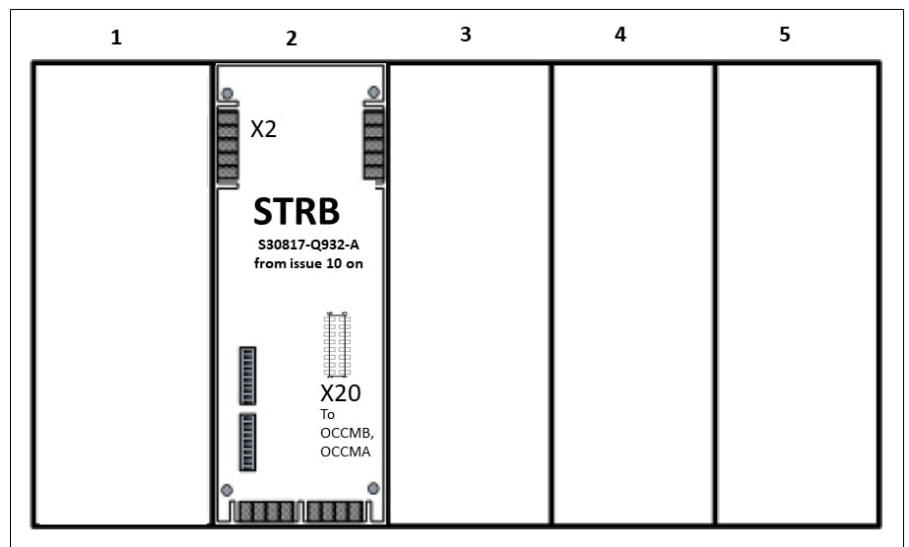 1 2 3 4 5
X2
STRB
S30817-Q932-A
from issue 10 on
X20
To
OCCMB,
OCCMA